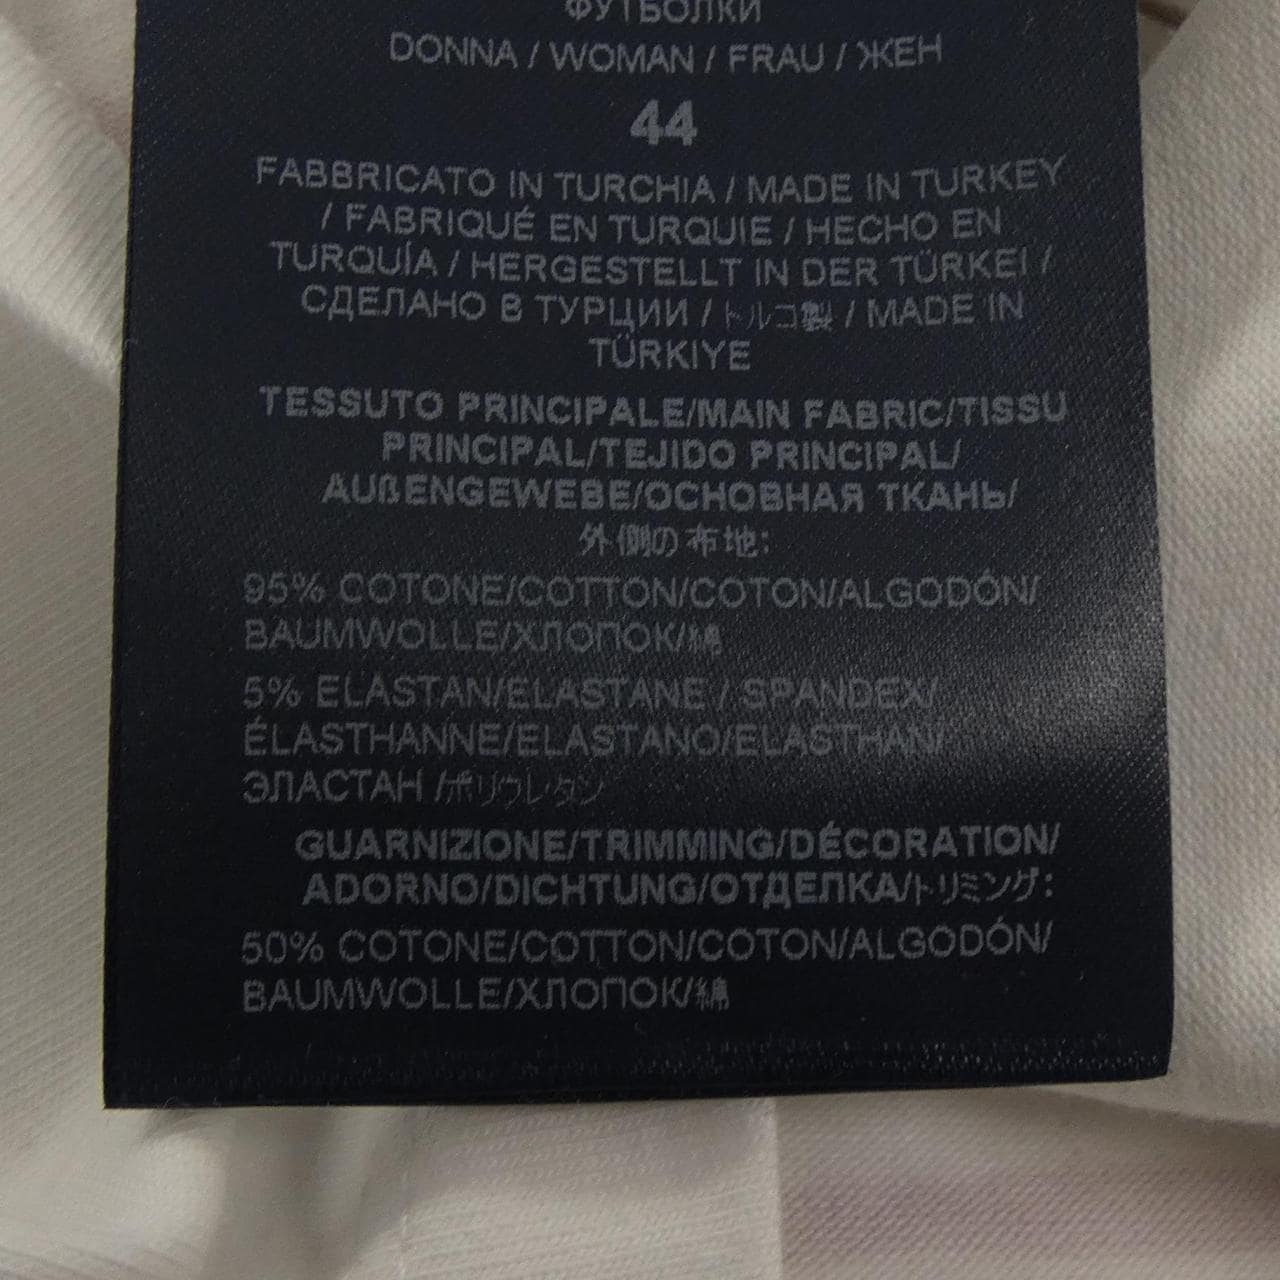 ФУТБОЛКИ
DONNA / WOMAN / FRAU / ЖЕН
44
FABBRICATO IN TURCHIA / MADE IN TURKEY
/ FABRIQUÉ EN TURQUIE / HECHO EN
TURQUÍA / HERGESTELLT IN DER TÜRKEI /
СДЕЛАНО В ТУРЦИИ / トルコ製 / MADE IN
TÜRKIYE
TESSUTO PRINCIPALE/MAIN FABRIC/TISSU
PRINCIPAL/TEJIDO PRINCIPAL/
AUßENGEWEBE/ОСНОВНАЯ ТКАНЬ/
外側の布地:
95% COTONE/COTTON/COTON/ALGODÓN/
BAUMWOLLE/ХЛОПОК/綿
5% ELASTAN/ELASTANE / SPANDEX/
ÉLASTHANNE/ELASTANO/ELASTHAN/
ЭЛАСТАН /ポリウレタン
GUARNIZIONE/TRIMMING/DÉCORATION/
ADORNO/DICHTUNG/ОТДЕЛКА/トリミング:
50% COTONE/COTTON/COTON/ALGODÓN/
BAUMWOLLE/ХЛОПОК/綿